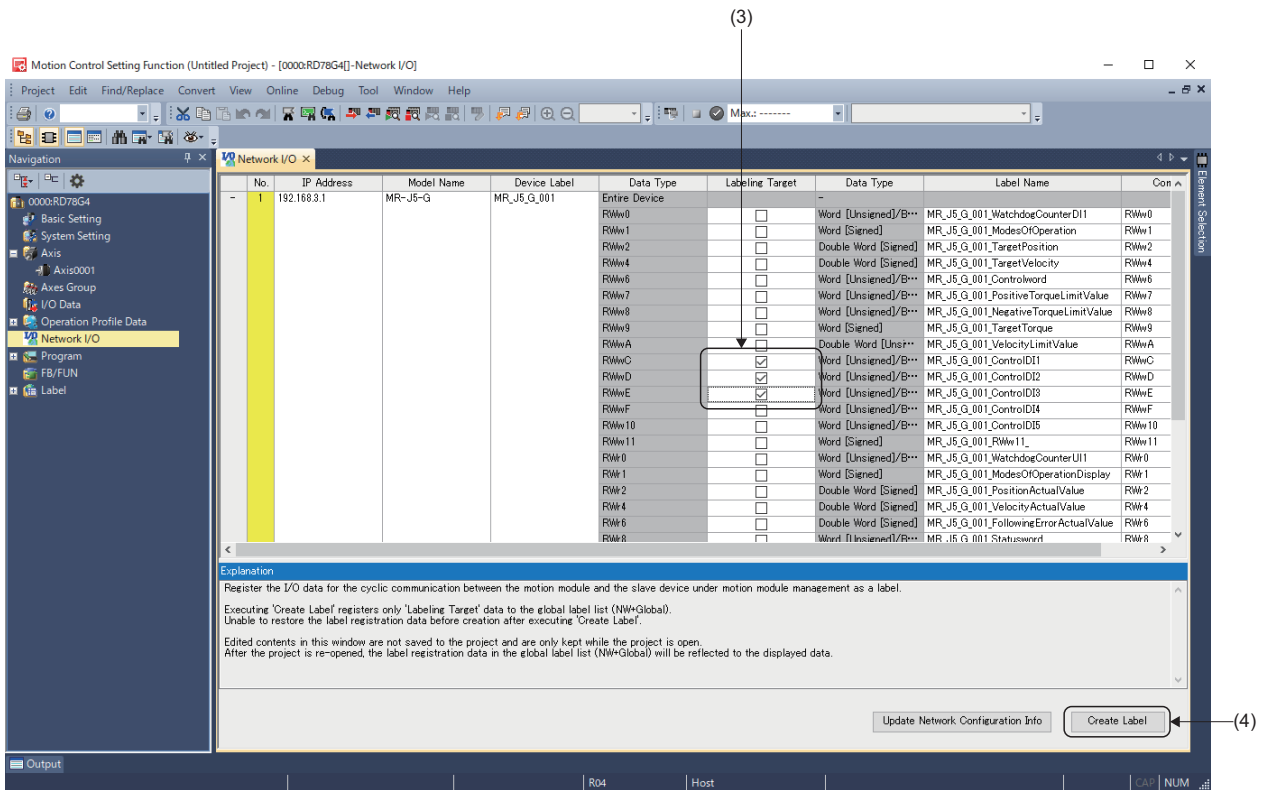 (3)
Motion Control Setting Function (Untitled Project) - [0000:RD78G4[]-Network I/O]
Project Edit Find/Replace Convert View Online Debug Tool Window Help
Max.: -------
Navigation
Network I/O
0000:RD78G4
Basic Setting
System Setting
Axis
Axis0001
Axes Group
I/O Data
Operation Profile Data
Network I/O
Program
FB/FUN
Label
No. IP Address Model Name Device Label Data Type Labeling Target Data Type Label Name Com
- 1 192.168.3.1 MR-J5-G MR_J5_G_001 Entire Device -
RWw0 Word [Unsigned]/B··· MR_J5_G_001_WatchdogCounterDI1 RWw0
RWw1 Word [Signed] MR_J5_G_001_ModesOfOperation RWw1
RWw2 Double Word [Signed] MR_J5_G_001_TargetPosition RWw2
RWw4 Double Word [Signed] MR_J5_G_001_TargetVelocity RWw4
RWw6 Word [Unsigned]/B··· MR_J5_G_001_Controlword RWw6
RWw7 Word [Unsigned]/B··· MR_J5_G_001_PositiveTorqueLimitValue RWw7
RWw8 Word [Unsigned]/B··· MR_J5_G_001_NegativeTorqueLimitValue RWw8
RWw9 Word [Signed] MR_J5_G_001_TargetTorque RWw9
RWwA Double Word [Unsi··· MR_J5_G_001_VelocityLimitValue RWwA
RWwC Word [Unsigned]/B··· MR_J5_G_001_ControlDI1 RWwC
RWwD Word [Unsigned]/B··· MR_J5_G_001_ControlDI2 RWwD
RWwE Word [Unsigned]/B··· MR_J5_G_001_ControlDI3 RWwE
RWwF Word [Unsigned]/B··· MR_J5_G_001_ControlDI4 RWwF
RWw10 Word [Unsigned]/B··· MR_J5_G_001_ControlDI5 RWw10
RWw11 Word [Signed] MR_J5_G_001_RWw11_ RWw11
RWr0 Word [Unsigned]/B··· MR_J5_G_001_WatchdogCounterUI1 RWr0
RWr1 Word [Signed] MR_J5_G_001_ModesOfOperationDisplay RWr1
RWr2 Double Word [Signed] MR_J5_G_001_PositionActualValue RWr2
RWr4 Double Word [Signed] MR_J5_G_001_VelocityActualValue RWr4
RWr6 Double Word [Signed] MR_J5_G_001_FollowingErrorActualValue RWr6
RWr8 Word [Unsigned]/B··· MR_J5_G_001_Statusword RWr8
Element Selection
Explanation
Register the I/O data for the cyclic communication between the motion module and the slave device under motion module management as a label.
Executing 'Create Label' registers only 'Labeling Target' data to the global label list (NW+Global).
Unable to restore the label registration data before creation after executing 'Create Label'.
Edited contents in this window are not saved to the project and are only kept while the project is open.
After the project is re-opened, the label registration data in the global label list (NW+Global) will be reflected to the displayed data.
Update Network Configuration Info Create Label
(4)
Output
R04 Host CAP NUM